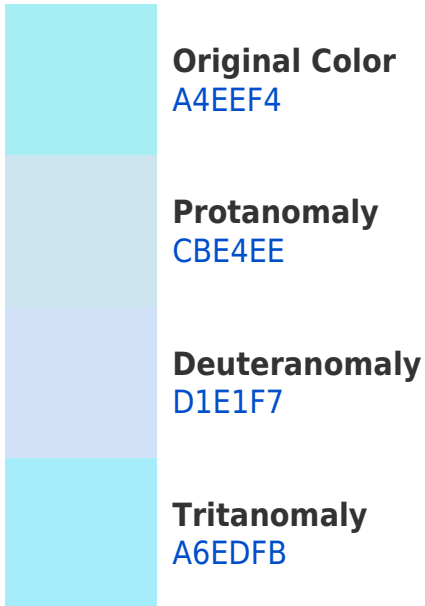 Original Color
A4EEF4
Protanomaly
CBE4EE
Deuteranomaly
D1E1F7
Tritanomaly
A6EDFB